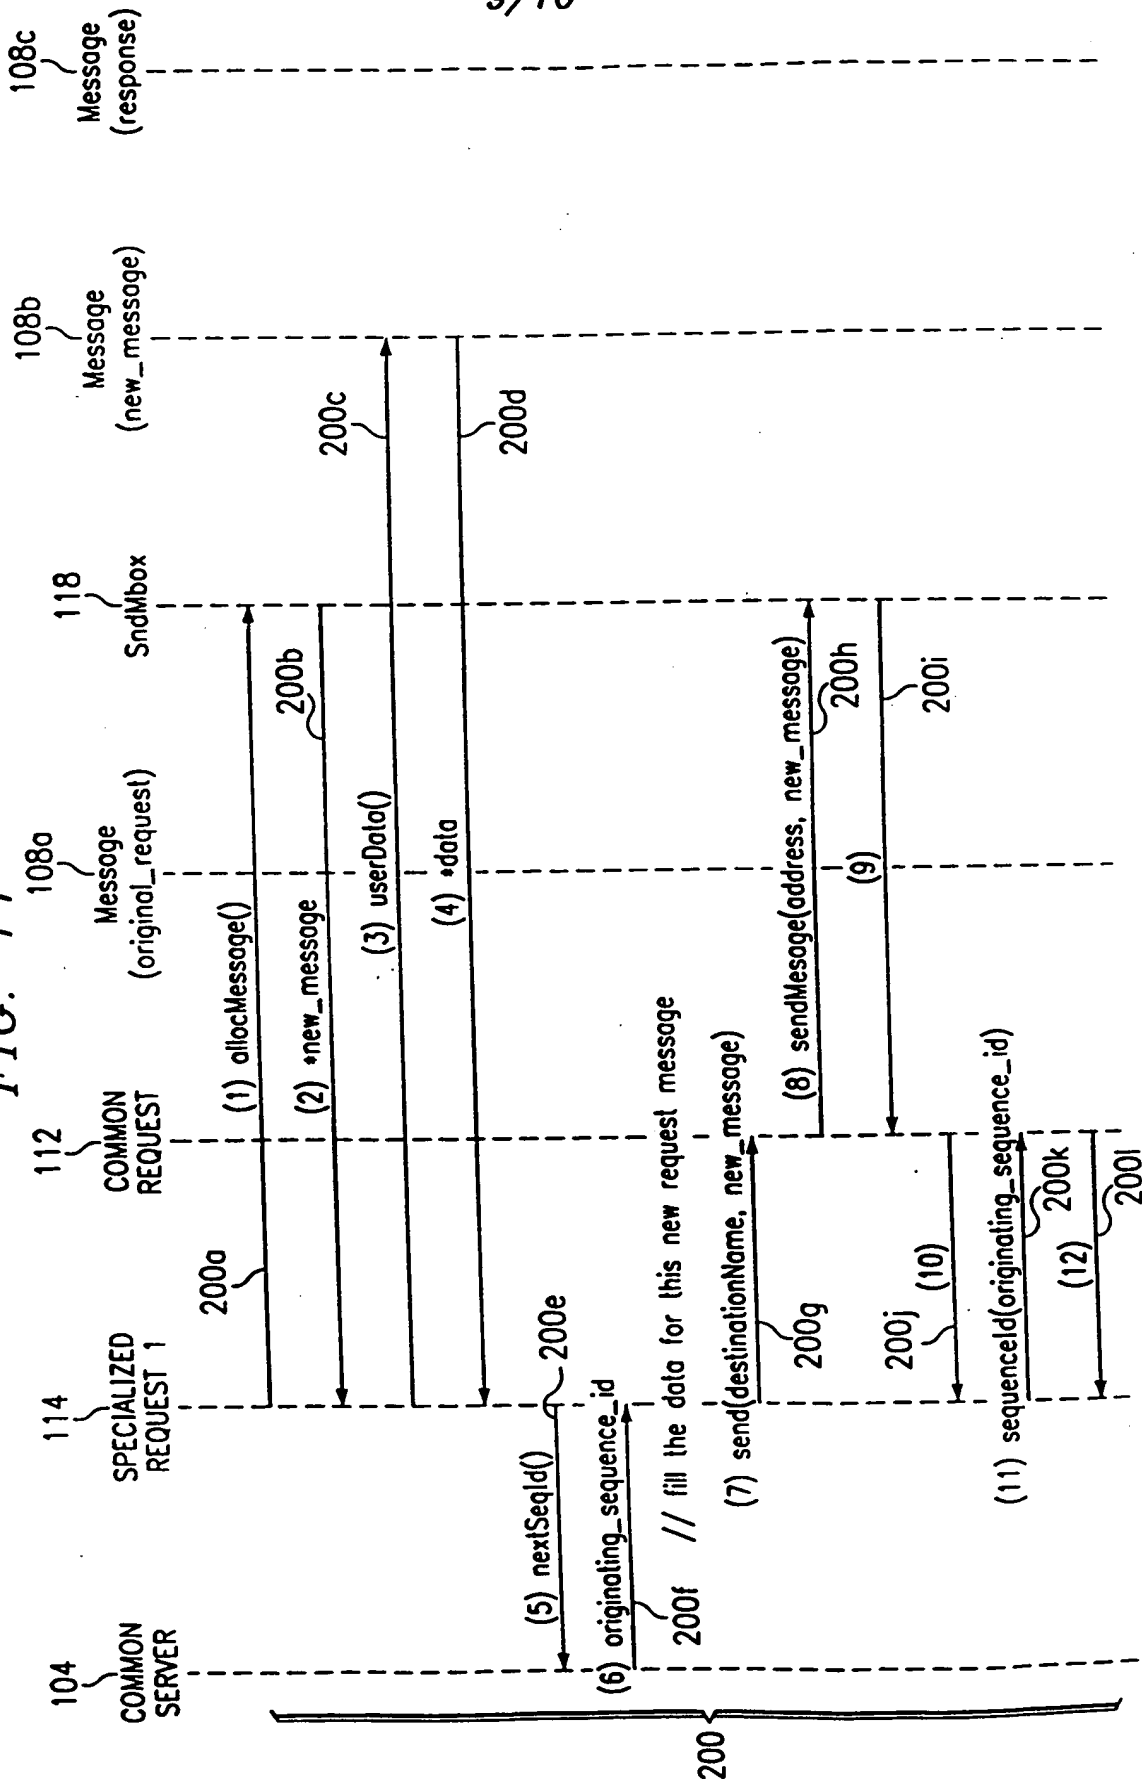 FIG.
104
114
112
108a
118
108b
108c
COMMON
SERVER
SPECIALIZED
REQUEST 1
COMMON
REQUEST
Message
(original_request)
SndMbox
Message
(new_message)
Message
(response)
200a
(1) allocMessage()
(2) *new_message
200b
(3) userData()
200c
(4) *data
200d
(5) nextSeqId()
200e
(6) originating_sequence_id
200f
// fill the data for this new request message
(7) send(destinationName, new_message)
200g
(8) sendMesage(address, new_message)
200h
(9)
200i
(10)
200j
(11) sequenceId(originating_sequence_id)
200k
(12)
200l
200